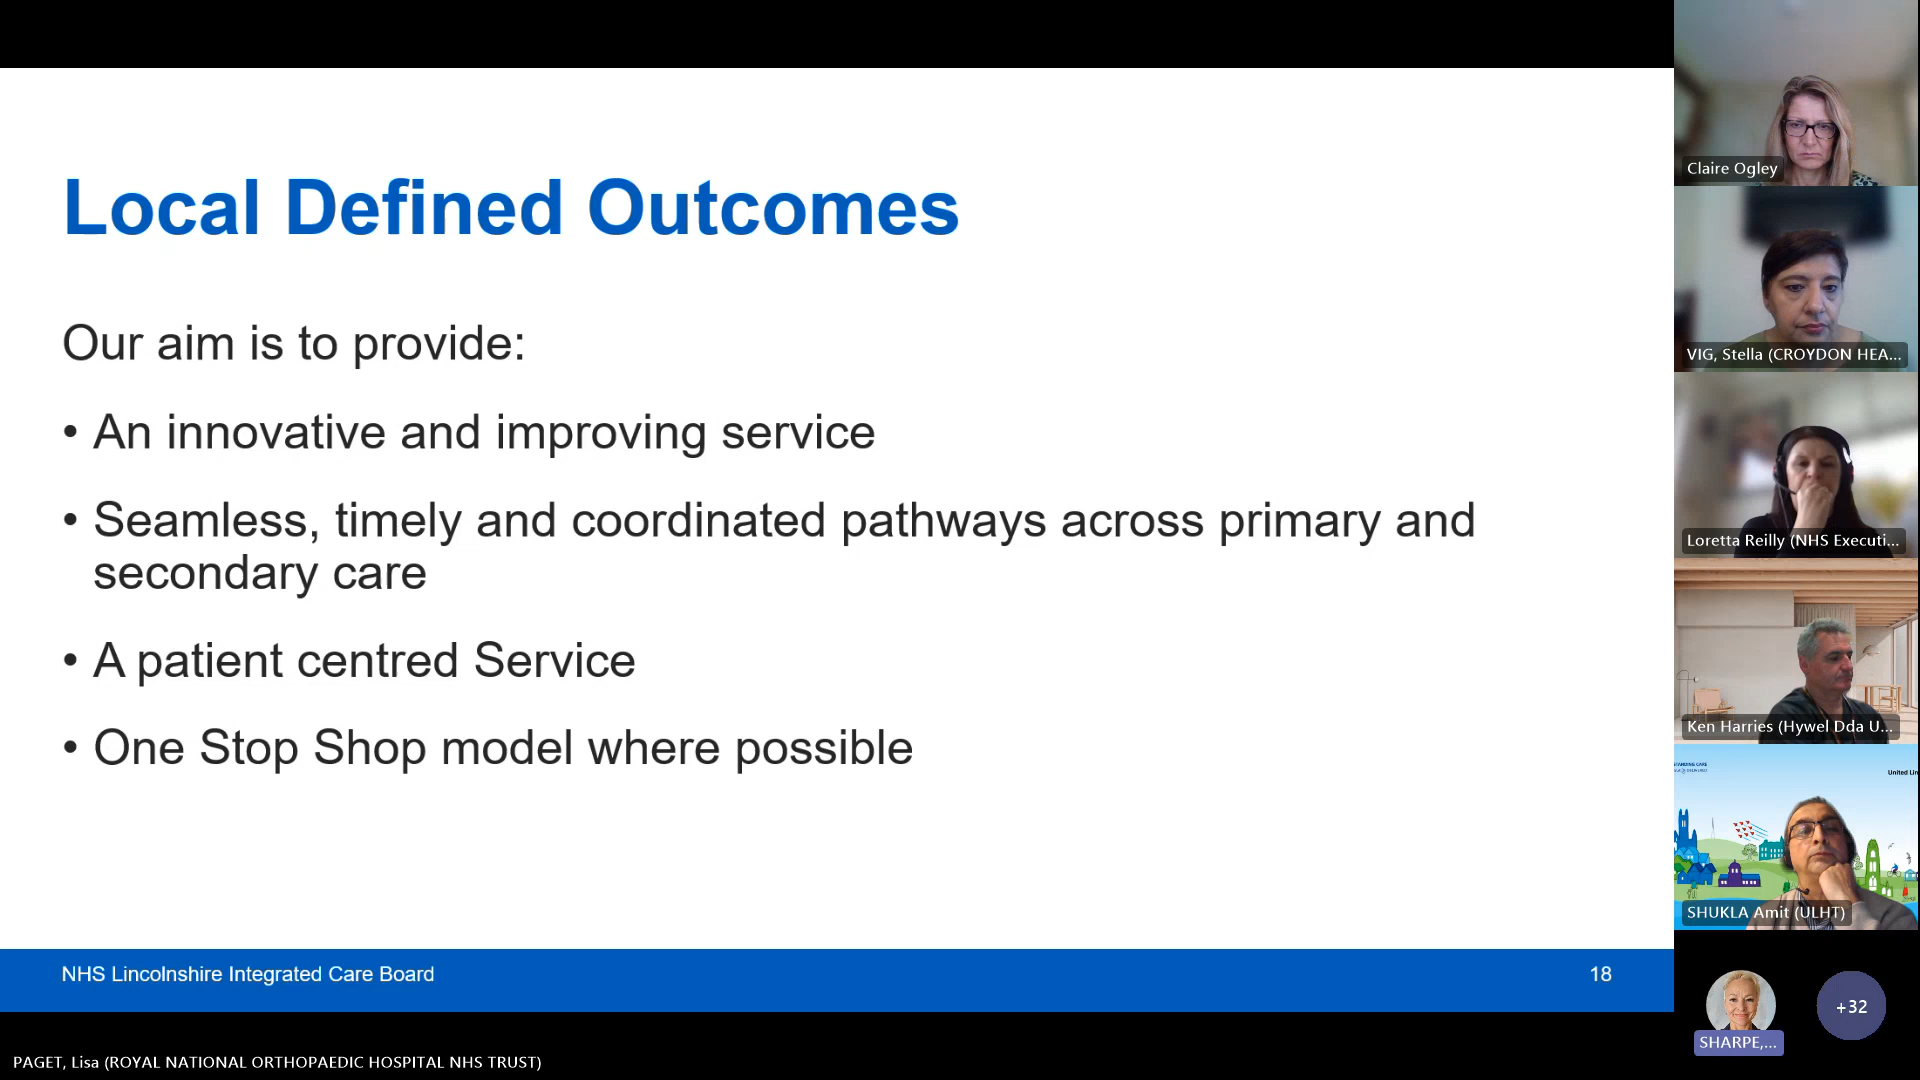 Local Defined Outcomes
Our aim is to provide:
• An innovative and improving service
• Seamless, timely and coordinated pathways across primary and
secondary care
• A patient centred Service
• One Stop Shop model where possible
NHS Lincolnshire Integrated Care Board
18
PAGET, Lisa (ROYAL NATIONAL ORTHOPAEDIC HOSPITAL NHS TRUST)
Claire Ogley
VIG, Stella (CROYDON HEA...
Loretta Reilly (NHS Executi...
Ken Harries (Hywel Dda U...
United Lin
SHUKLA Amit (ULHT)
SHARPE,...
+32